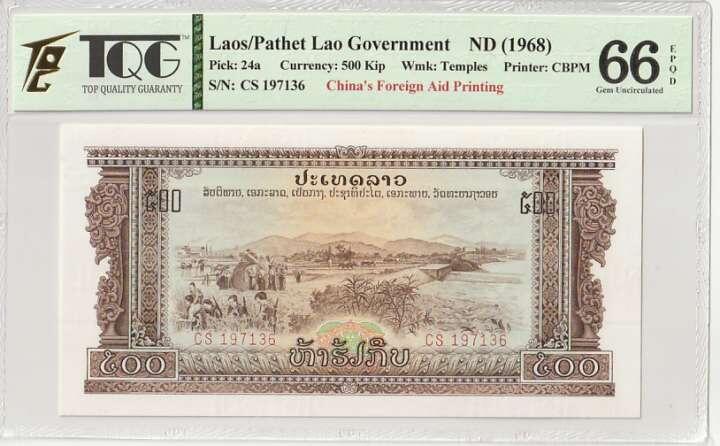 TQG™
TOP QUALITY GUARANTY
Laos/Pathet Lao Government ND (1968)
Pick: 24a Currency: 500 Kip Wmk: Temples Printer: CBPM
S/N: CS 197136 China's Foreign Aid Printing
66
EPQD
Gem Uncirculated
ປະເທດລາວ
໕໐໐ ໕໐໐
CS 197136 CS 197136
໕໐໐ ຫ້າຮ້ອຽກີບ ໕໐໐